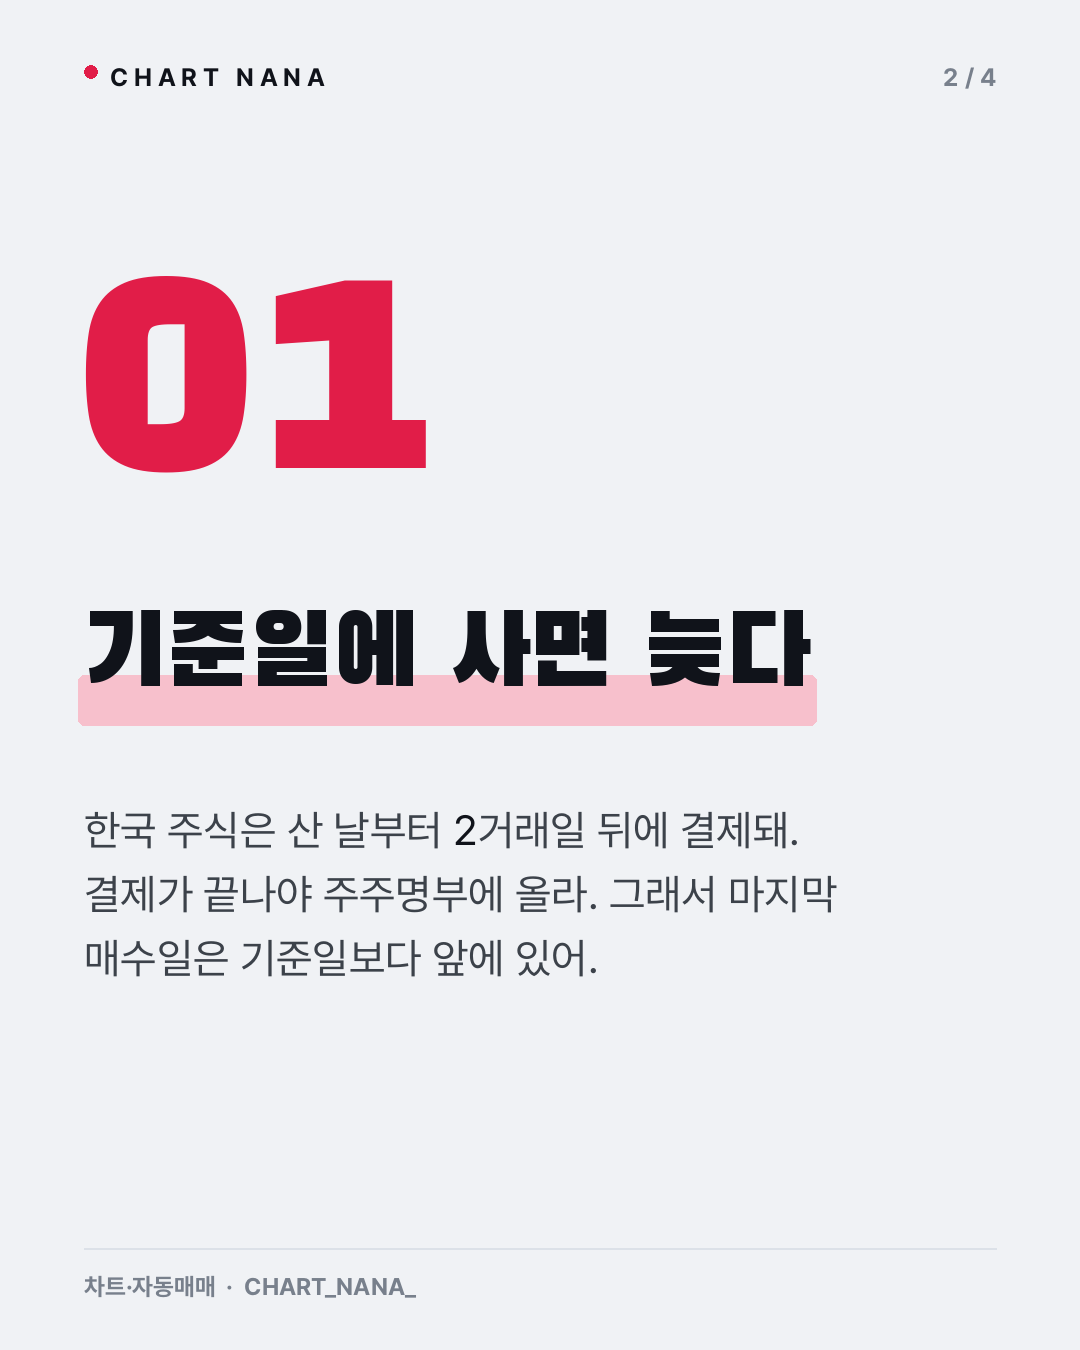 CHART NANA
2 / 4
01
기준일에 사면 늦다
한국 주식은 산 날부터 2거래일 뒤에 결제돼.
결제가 끝나야 주주명부에 올라. 그래서 마지막
매수일은 기준일보다 앞에 있어.
차트·자동매매 · CHART_NANA_